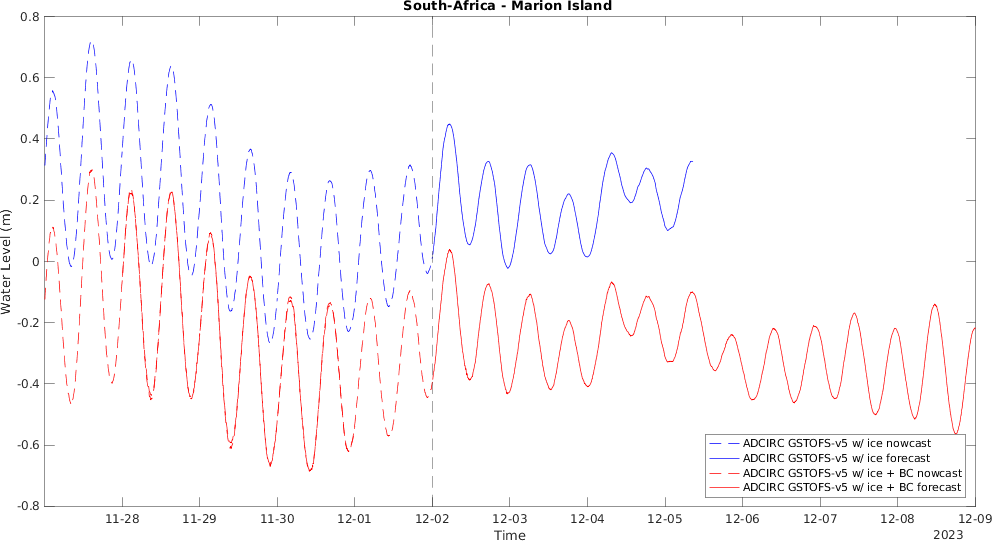 South-Africa - Marion Island
Water Level (m)
0.8
0.6
0.4
0.2
0
-0.2
-0.4
-0.6
-0.8
ADCIRC GSTOFS-v5 w/ ice nowcast
ADCIRC GSTOFS-v5 w/ ice forecast
ADCIRC GSTOFS-v5 w/ ice + BC nowcast
ADCIRC GSTOFS-v5 w/ ice + BC forecast
11-28 11-29 11-30 12-01 12-02 12-03 12-04 12-05 12-06 12-07 12-08 12-09
Time
2023